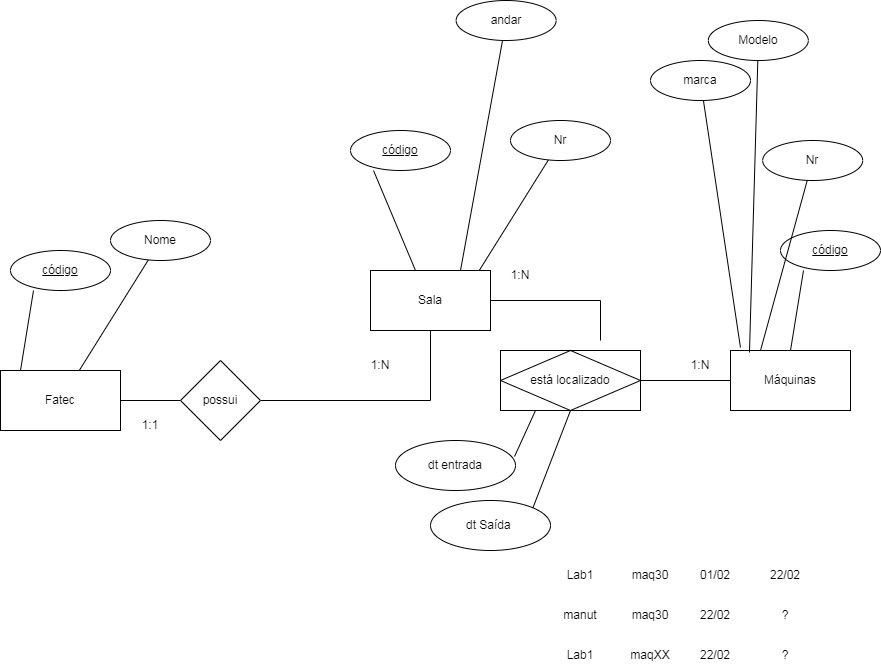 andar
Modelo
marca
código
Nr
Nr
Nome
código
código
1:N
Sala
1:N
1:N
está localizado
Máquinas
Fatec
possui
1:1
dt entrada
dt Saída
Lab1 maq30 01/02 22/02
manut maq30 22/02 ?
Lab1 maqXX 22/02 ?